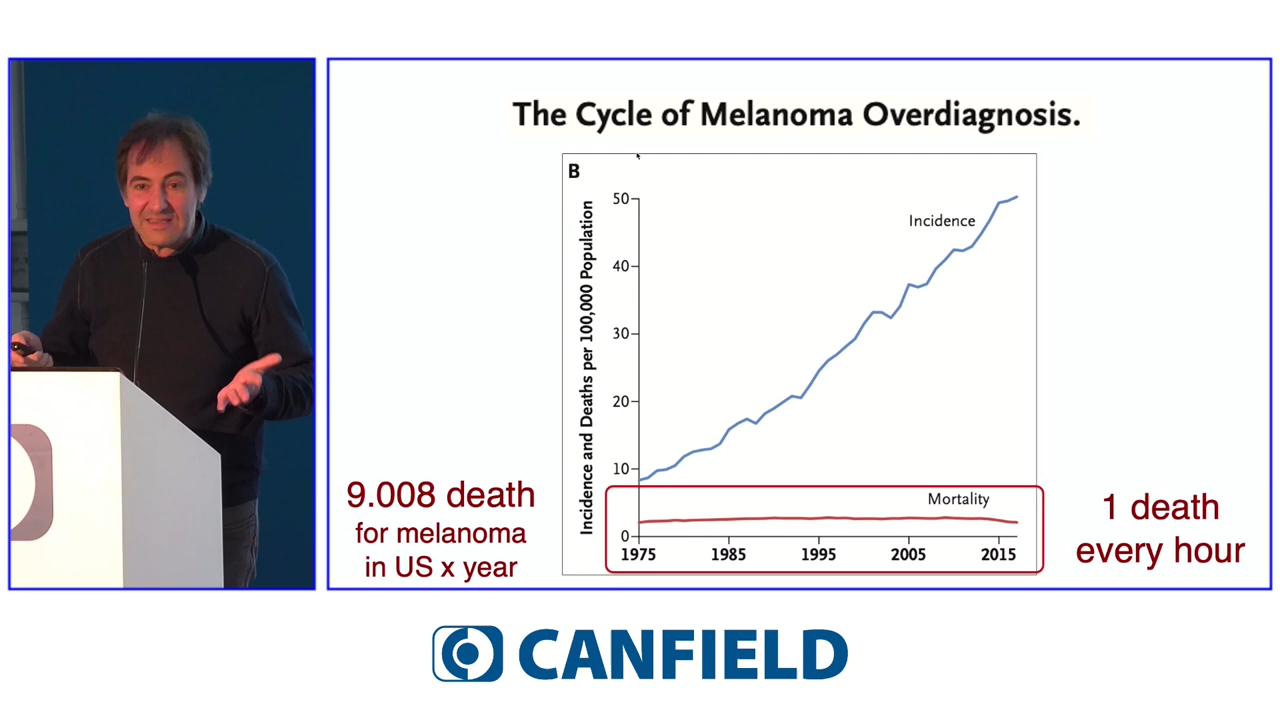 The Cycle of Melanoma Overdiagnosis.
B
Incidence and Deaths per 100,000 Population
50
40
30
20
10
0
Incidence
Mortality
1975
1985
1995
2005
2015
9.008 death
for melanoma
in US x year
1 death
every hour
CANFIELD